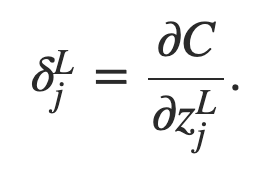 δ_j^L = ∂C / ∂z_j^L .